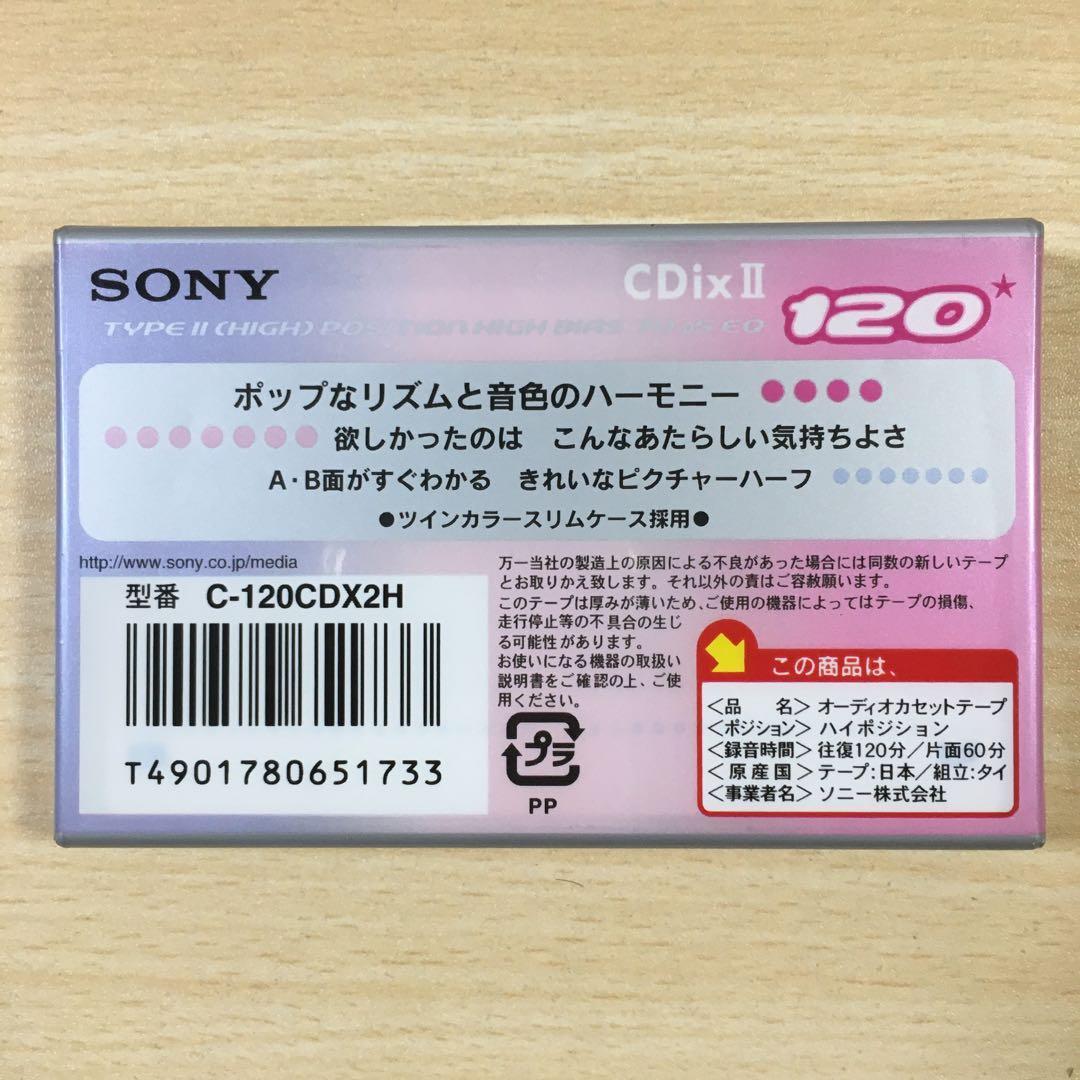 SONY
CDixⅡ
120
TYPE II (HIGH) POSITION HIGH BIAS 70µS EQ
ポップなリズムと音色のハーモニー
欲しかったのは こんなあたらしい気持ちよさ
A・B面がすぐわかる きれいなピクチャーハーフ
●ツインカラースリムケース採用●
http://www.sony.co.jp/media
型番 C-120CDX2H
T4901780651733
万一当社の製造上の原因による不良があった場合には同数の新しいテープ
とお取りかえ致します。それ以外の責はご容赦願います。
このテープは厚みが薄いため、ご使用の機器によってはテープの損傷、
走行停止等の不具合の生じ
る可能性があります。
お使いになる機器の取扱い
説明書をご確認の上、ご使
用ください。
プラ
PP
この商品は、
<品 名>オーディオカセットテープ
<ポジション>ハイポジション
<録音時間>往復120分/片面60分
<原産国>テープ:日本/組立:タイ
<事業者名>ソニー株式会社